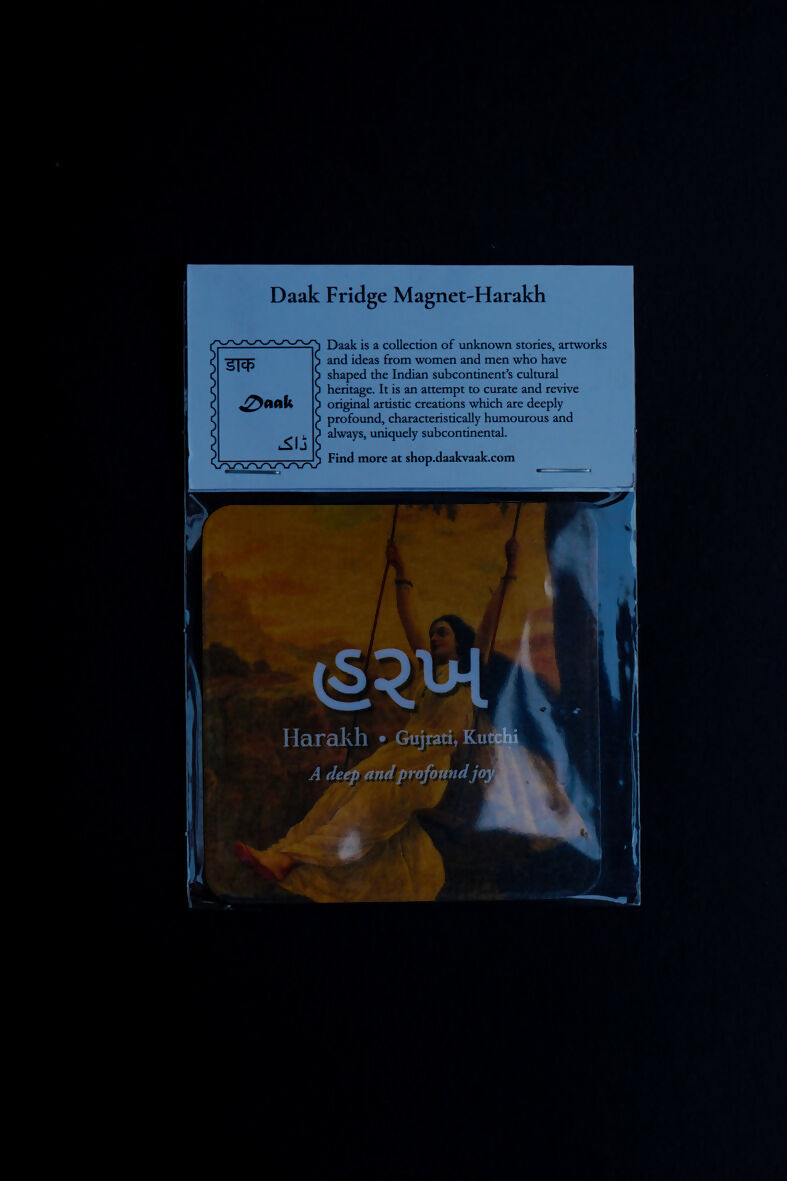 Daak Fridge Magnet-Harakh
डाक
Daak
ڈاک
Daak is a collection of unknown stories, artworks
and ideas from women and men who have
shaped the Indian subcontinent's cultural
heritage. It is an attempt to curate and revive
original artistic creations which are deeply
profound, characteristically humourous and
always, uniquely subcontinental.
Find more at shop.daakvaak.com
હરખ
Harakh • Gujrati, Kutchi
A deep and profound joy